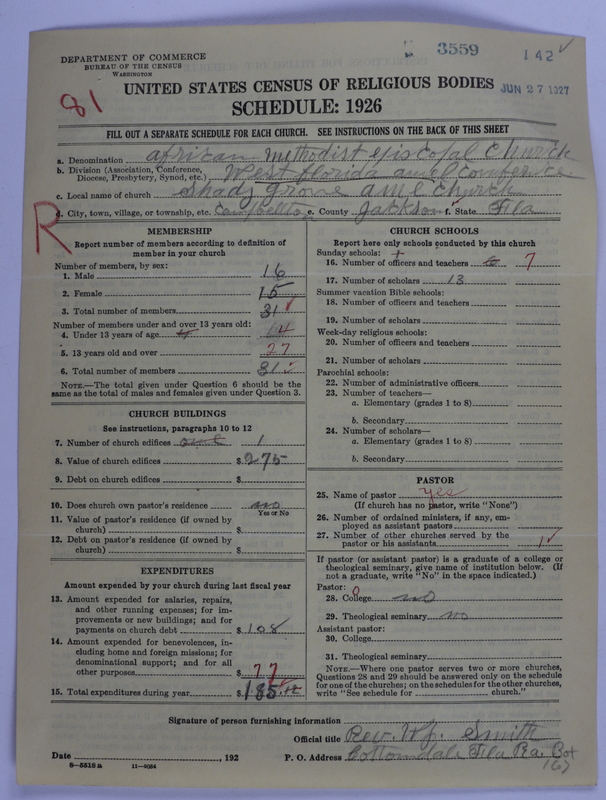 3559
142 ✓
DEPARTMENT OF COMMERCE
BUREAU OF THE CENSUS
WASHINGTON
UNITED STATES CENSUS OF RELIGIOUS BODIES
JUN 27 1927
81
SCHEDULE: 1926
FILL OUT A SEPARATE SCHEDULE FOR EACH CHURCH. SEE INSTRUCTIONS ON THE BACK OF THIS SHEET
a. Denomination African Methodist Episcopal Church
b. Division (Association, Conference, Diocese, Presbytery, Synod, etc.) West Florida ame Conference
c. Local name of church Shady Grove ame Church
d. City, town, village, or township, etc. Campbellton e. County Jackson f. State Fla
R
MEMBERSHIP
Report number of members according to definition of member in your church
Number of members, by sex:
1. Male 16
2. Female 15
3. Total number of members 31 ✓
Number of members under and over 13 years old:
4. Under 13 years of age 4 14
5. 13 years old and over 27
6. Total number of members 31 ✓
NOTE.—The total given under Question 6 should be the same as the total of males and females given under Question 3.
CHURCH BUILDINGS
See instructions, paragraphs 10 to 12
7. Number of church edifices one 1
8. Value of church edifices $ 275
9. Debt on church edifices $
10. Does church own pastor's residence no
Yes or No
11. Value of pastor's residence (if owned by church) $
12. Debt on pastor's residence (if owned by church) $
EXPENDITURES
Amount expended by your church during last fiscal year
13. Amount expended for salaries, repairs, and other running expenses; for improvements or new buildings; and for payments on church debt $ 108
14. Amount expended for benevolences, including home and foreign missions; for denominational support; and for all other purposes $ 77
15. Total expenditures during year $ 185
CHURCH SCHOOLS
Report here only schools conducted by this church
Sunday schools:
16. Number of officers and teachers 6 7
17. Number of scholars 13
Summer vacation Bible schools:
18. Number of officers and teachers
19. Number of scholars
Week-day religious schools:
20. Number of officers and teachers
21. Number of scholars
Parochial schools:
22. Number of administrative officers
23. Number of teachers—
a. Elementary (grades 1 to 8)
b. Secondary
24. Number of scholars—
a. Elementary (grades 1 to 8)
b. Secondary
PASTOR
25. Name of pastor yes
(If church has no pastor, write "None")
26. Number of ordained ministers, if any, employed as assistant pastors
27. Number of other churches served by the pastor or his assistants 1 ✓
If pastor (or assistant pastor) is a graduate of a college or theological seminary, give name of institution below. (If not a graduate, write "No" in the space indicated.)
Pastor:
28. College no
29. Theological seminary no
Assistant pastor:
30. College
31. Theological seminary
NOTE.—Where one pastor serves two or more churches, Questions 28 and 29 should be answered only on the schedule for one of the churches; on the schedules for the other churches, write "See schedule for church."
Signature of person furnishing information
Official title Rev. W.J. Smith
Date , 192
P. O. Address Cottondale Fla Ra. Box 167
8—5518 a 11—4034